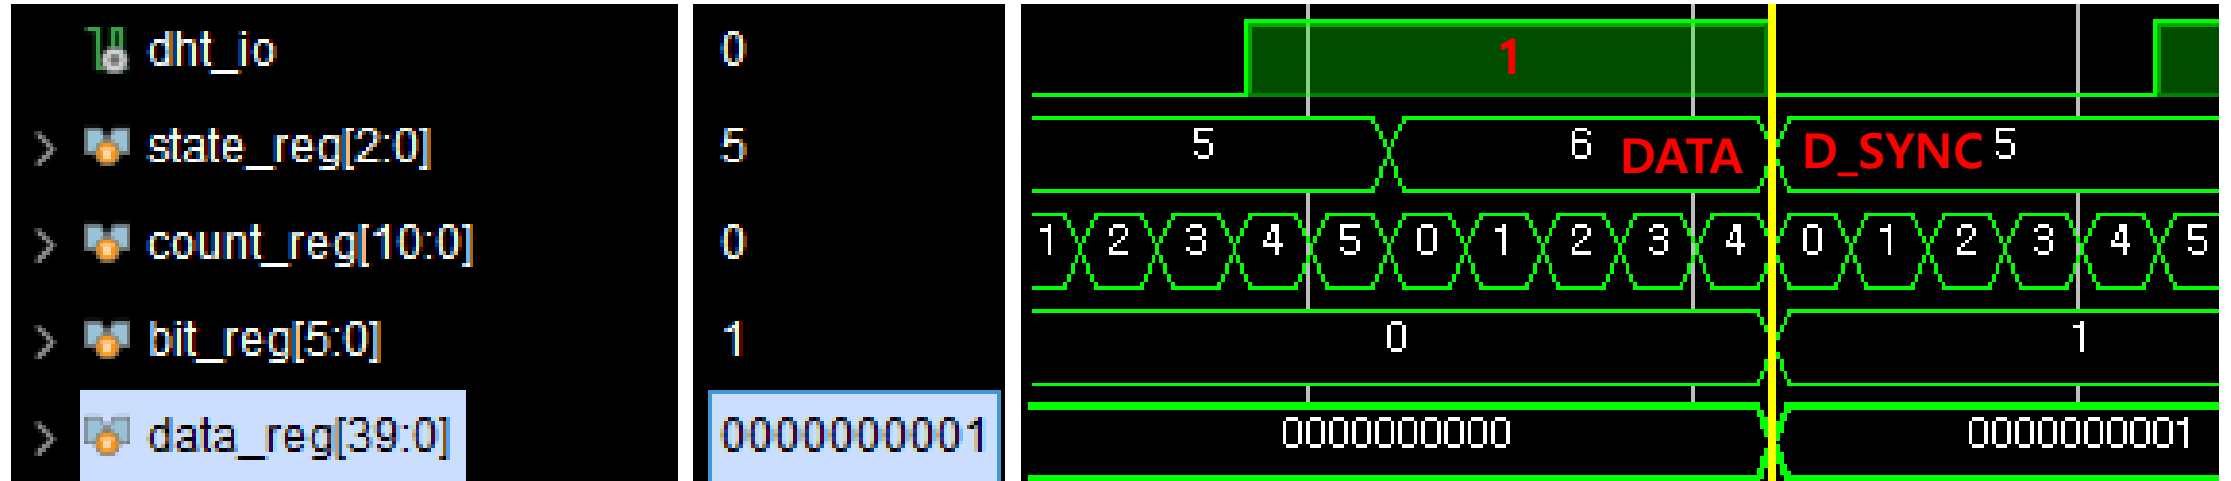 dht_io 0 1
state_reg[2:0] 5 5 6 DATA D_SYNC 5
count_reg[10:0] 0 1 2 3 4 5 0 1 2 3 4 0 1 2 3 4 5
bit_reg[5:0] 1 0 1
data_reg[39:0] 0000000001 0000000000 0000000001